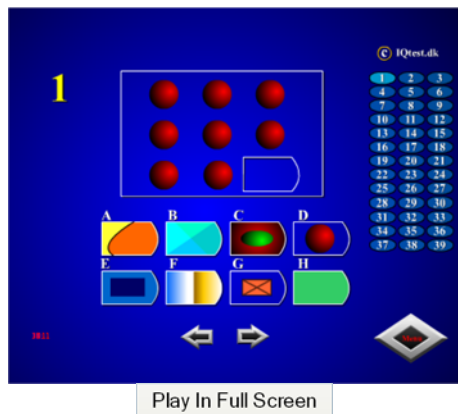 © IQtest.dk
1
1 2 3
4 5 6
7 8 9
10 11 12
13 14 15
16 17 18
19 20 21
22 23 24
25 26 27
28 29 30
31 32 33
34 35 36
37 38 39
A B C D
E F G H
Menu
Play In Full Screen